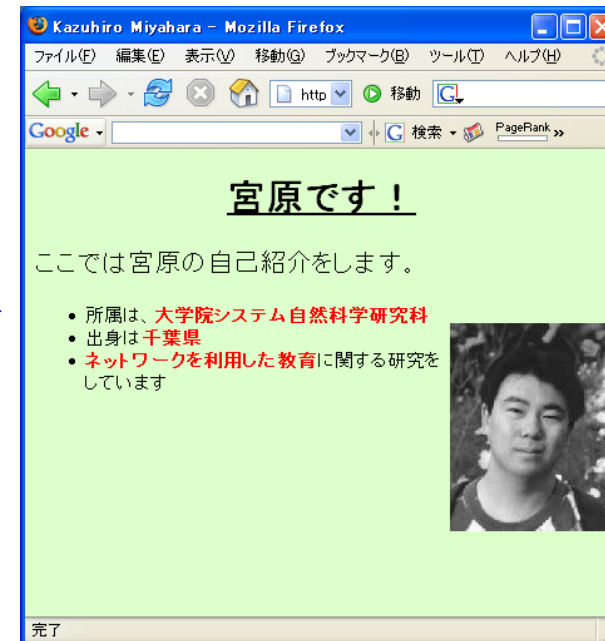 Kazuhiro Miyahara - Mozilla Firefox
ファイル(F) 編集(E) 表示(V) 移動(G) ブックマーク(B) ツール(T) ヘルプ(H)
http 移動 G
Google G 検索 PageRank »
宮原です！
ここでは宮原の自己紹介をします。
• 所属は、大学院システム自然科学研究科
• 出身は千葉県
• ネットワークを利用した教育に関する研究を
しています
完了